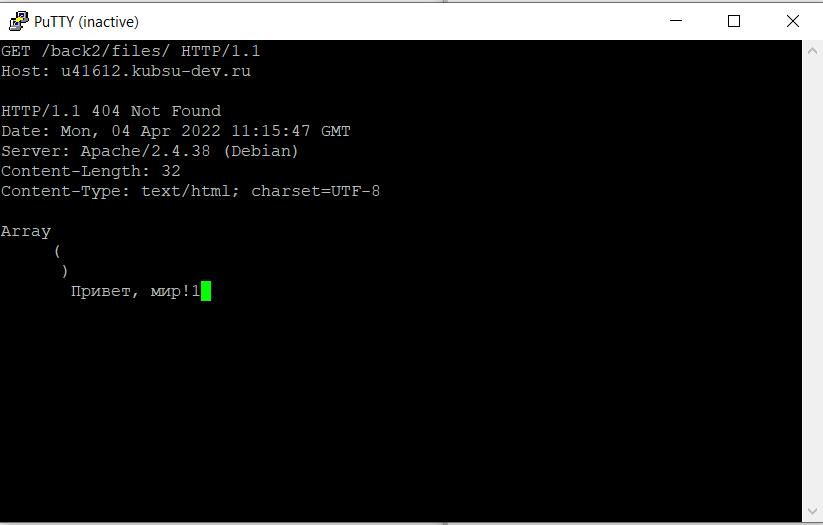 PuTTY (inactive)
GET /back2/files/ HTTP/1.1
Host: u41612.kubsu-dev.ru
HTTP/1.1 404 Not Found
Date: Mon, 04 Apr 2022 11:15:47 GMT
Server: Apache/2.4.38 (Debian)
Content-Length: 32
Content-Type: text/html; charset=UTF-8
Array
(
)
Привет, мир!1